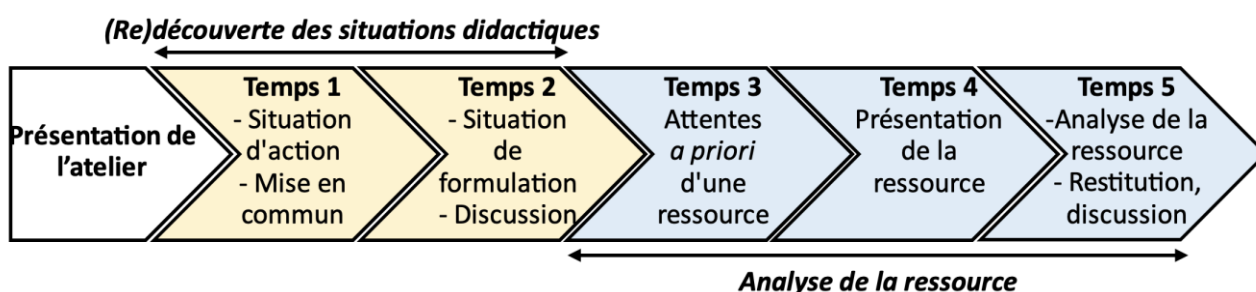 (Re)découverte des situations didactiques
Présentation de
l'atelier
Temps 1
- Situation
d'action
- Mise en
commun
Temps 2
- Situation
de
formulation
- Discussion
Temps 3
Attentes
a priori
d'une
ressource
Temps 4
Présentation
de la
ressource
Temps 5
-Analyse de la
ressource
- Restitution,
discussion
Analyse de la ressource